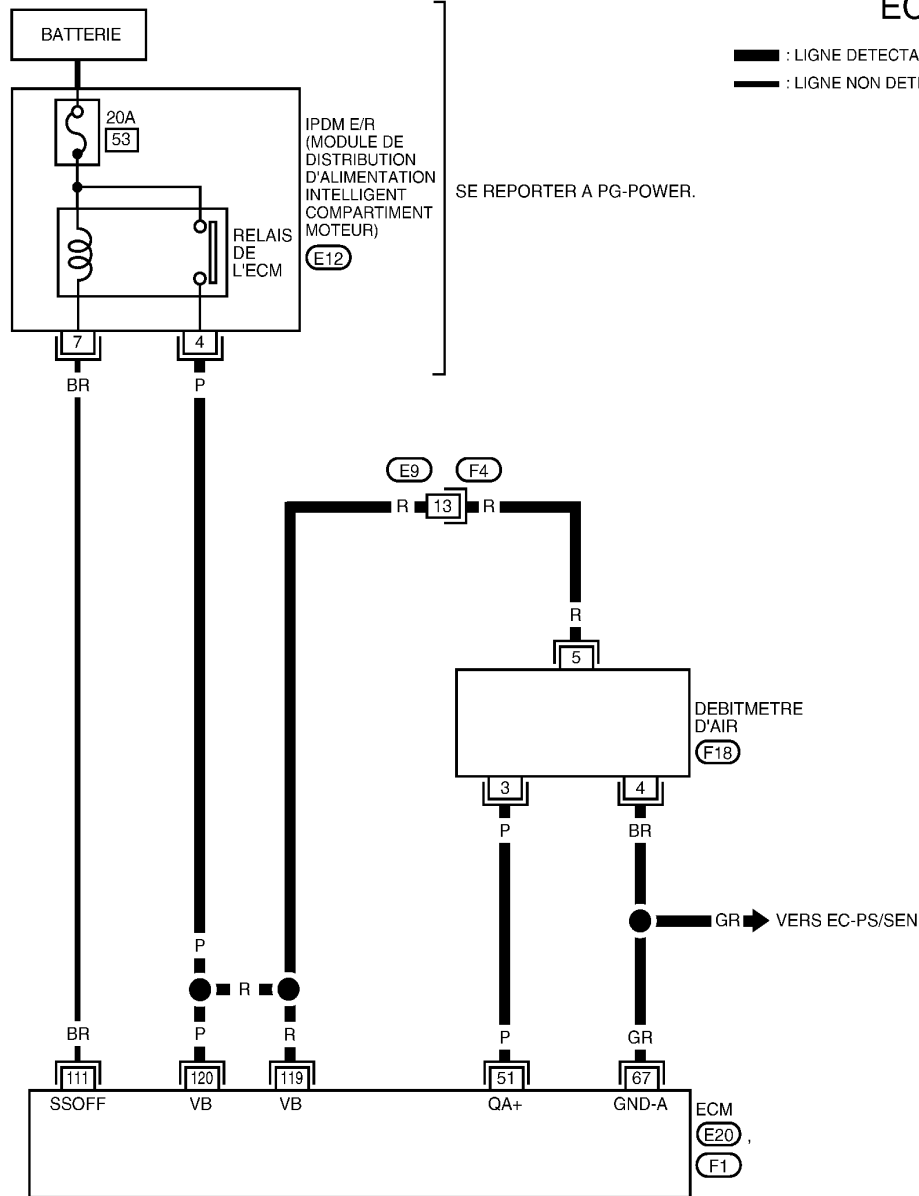 EC
BATTERIE
: LIGNE DETECTA
: LIGNE NON DET
20A
53
IPDM E/R
(MODULE DE
DISTRIBUTION
D'ALIMENTATION
INTELLIGENT
COMPARTIMENT
MOTEUR)
E12
SE REPORTER A PG-POWER.
RELAIS
DE
L'ECM
7
4
BR
P
E9
F4
R
13
R
R
5
DEBITMETRE
D'AIR
F18
3
4
P
BR
GR
VERS EC-PS/SEN
P
R
BR
P
R
P
GR
111
120
119
51
67
SSOFF
VB
VB
QA+
GND-A
ECM
E20 ,
F1